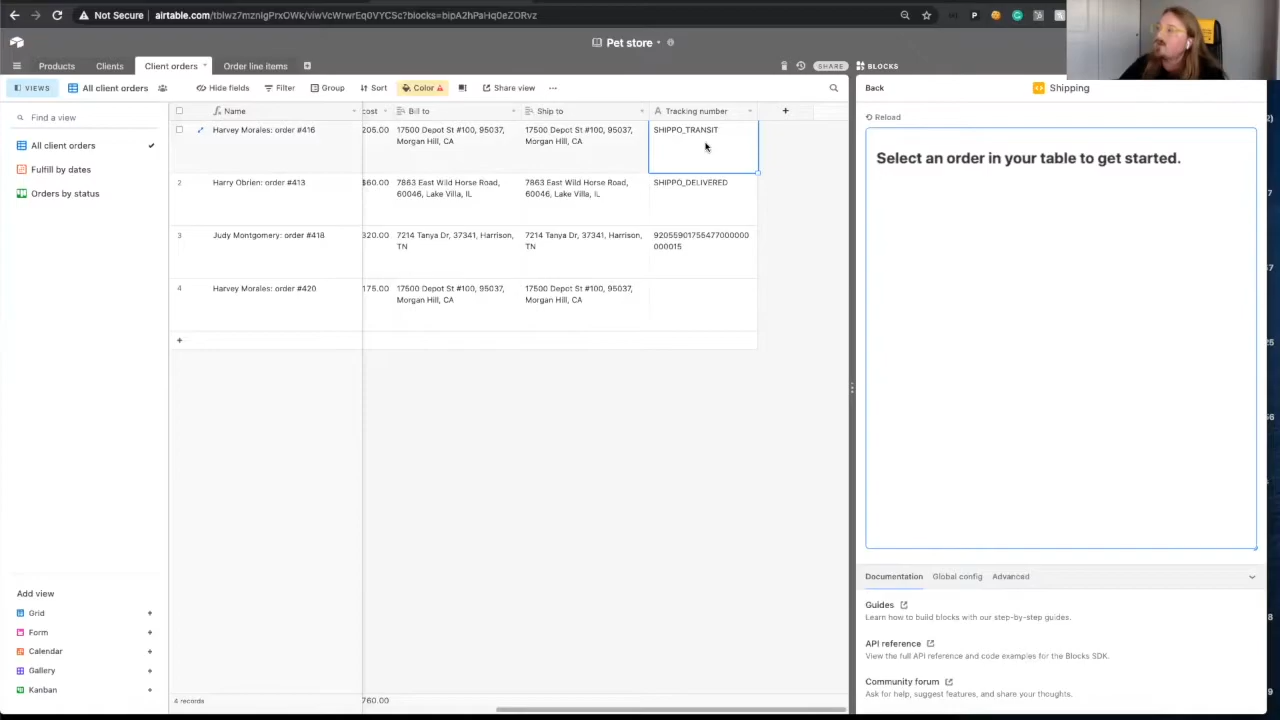 Not Secure | airtable.com/tblwz7mznlgPrxOWk/viwVcWrwrEq0VYCSc?blocks=bipA2hPaHq0eZORvz
Pet store
Products Clients Client orders Order line items SHARE BLOCKS
VIEWS All client orders Hide fields Filter Group Sort Color Share view ... Back Shipping
Find a view
All client orders
Fulfill by dates
Orders by status
Name cost Bill to Ship to Tracking number
Harvey Morales: order #416 205.00 17500 Depot St #100, 95037, Morgan Hill, CA 17500 Depot St #100, 95037, Morgan Hill, CA SHIPPO_TRANSIT
2 Harry Obrien: order #413 $60.00 7863 East Wild Horse Road, 60046, Lake Villa, IL 7863 East Wild Horse Road, 60046, Lake Villa, IL SHIPPO_DELIVERED
3 Judy Montgomery: order #418 320.00 7214 Tanya Dr, 37341, Harrison, TN 7214 Tanya Dr, 37341, Harrison, TN 92055901755477000000000015
4 Harvey Morales: order #420 175.00 17500 Depot St #100, 95037, Morgan Hill, CA 17500 Depot St #100, 95037, Morgan Hill, CA
+
4 records 760.00
Add view
Grid +
Form +
Calendar +
Gallery +
Kanban +
Reload
Select an order in your table to get started.
Documentation Global config Advanced
Guides
Learn how to build blocks with our step-by-step guides.
API reference
View the full API reference and code examples for the Blocks SDK.
Community forum
Ask for help, suggest features, and share your thoughts.